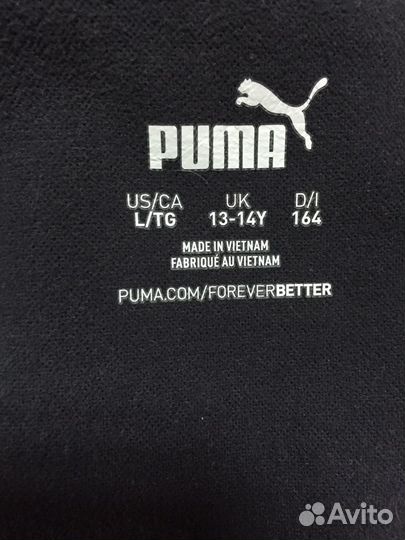 PUMA
US/CA UK D/I
L/TG 13-14Y 164
MADE IN VIETNAM
FABRIQUÉ AU VIETNAM
PUMA.COM/FOREVERBETTER
Avito